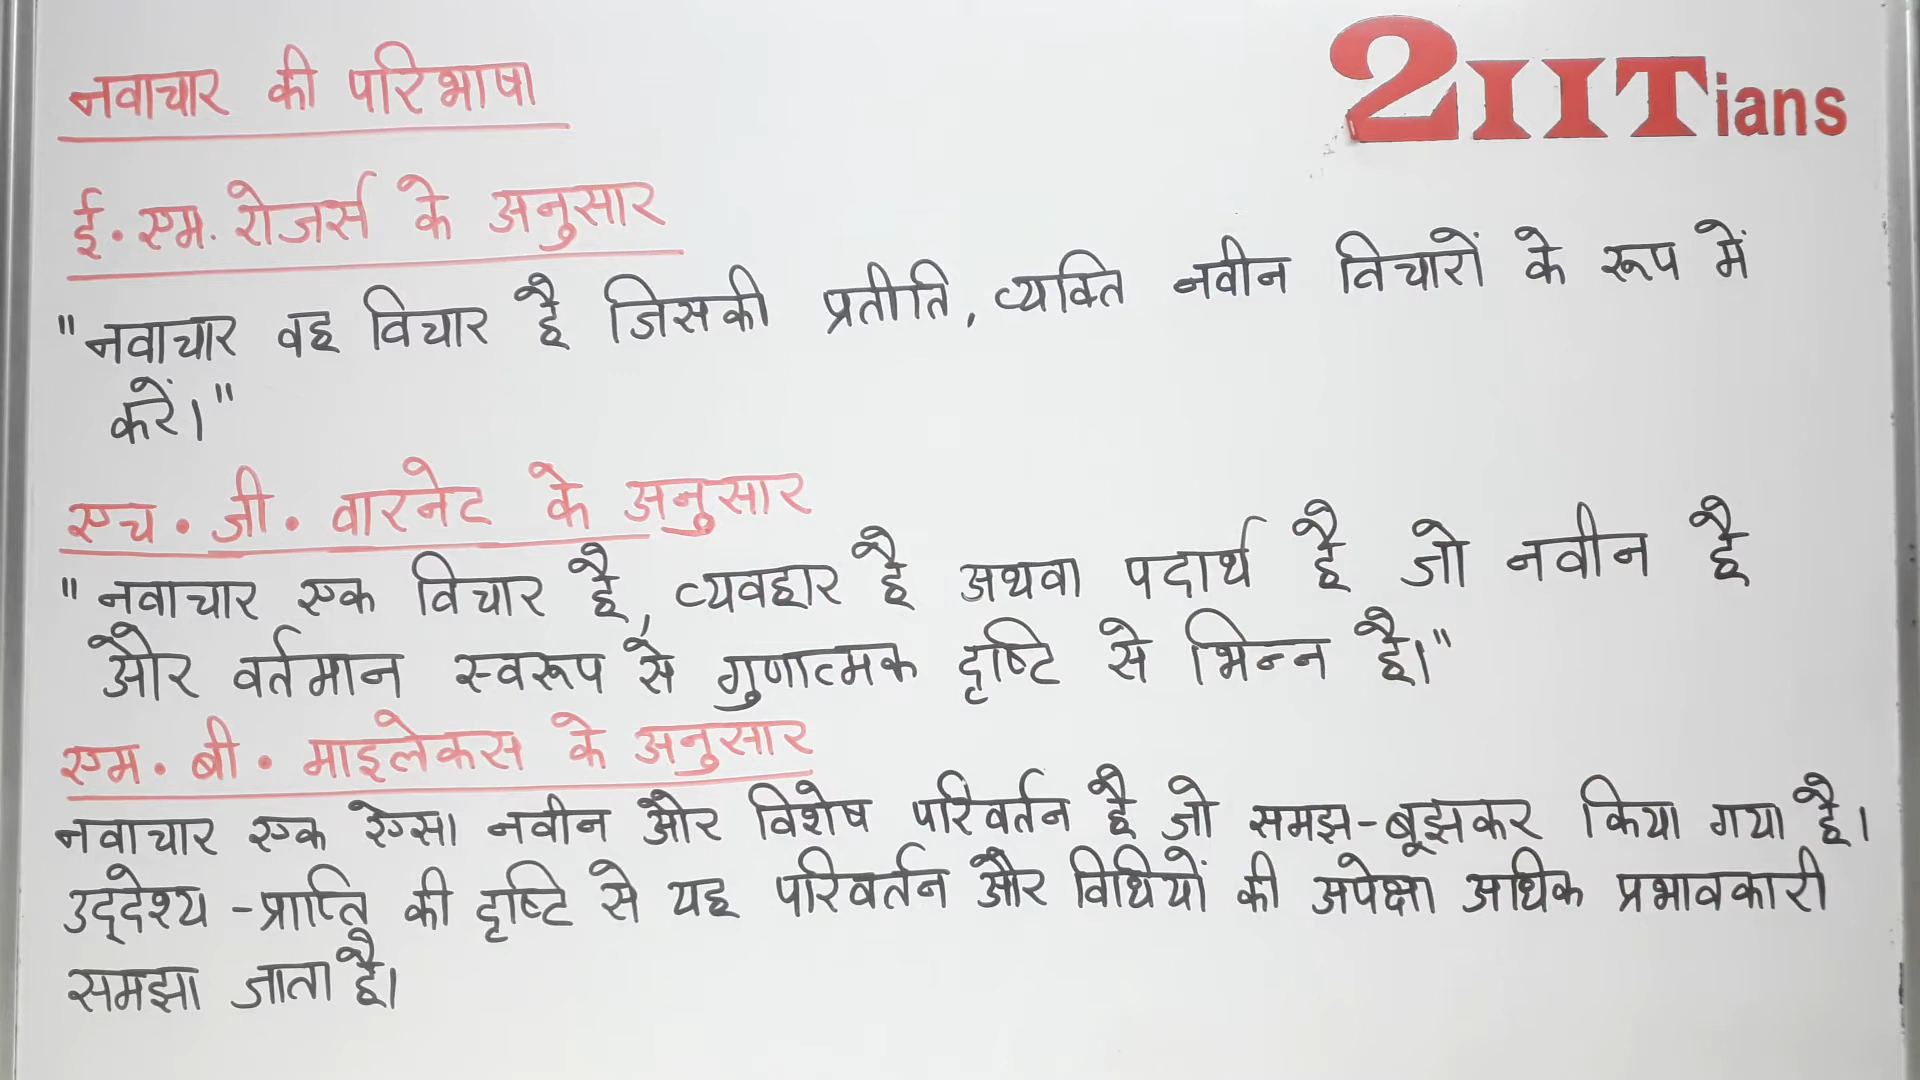 2IITians
नवाचार की परिभाषा
ई. एम. रोजर्स के अनुसार
"नवाचार वह विचार है जिसकी प्रतीति, व्यक्ति नवीन विचारों के रूप में
करें।"
एच. जी. वारनेट के अनुसार
"नवाचार एक विचार है, व्यवहार है अथवा पदार्थ है जो नवीन है
और वर्तमान स्वरूप से गुणात्मक दृष्टि से भिन्न है।"
एम. बी. माइलेकस के अनुसार
नवाचार एक ऐसा नवीन और विशेष परिवर्तन है जो समझ-बूझकर किया गया है।
उद्देश्य-प्राप्ति की दृष्टि से यह परिवर्तन और विधियों की अपेक्षा अधिक प्रभावकारी
समझा जाता है।